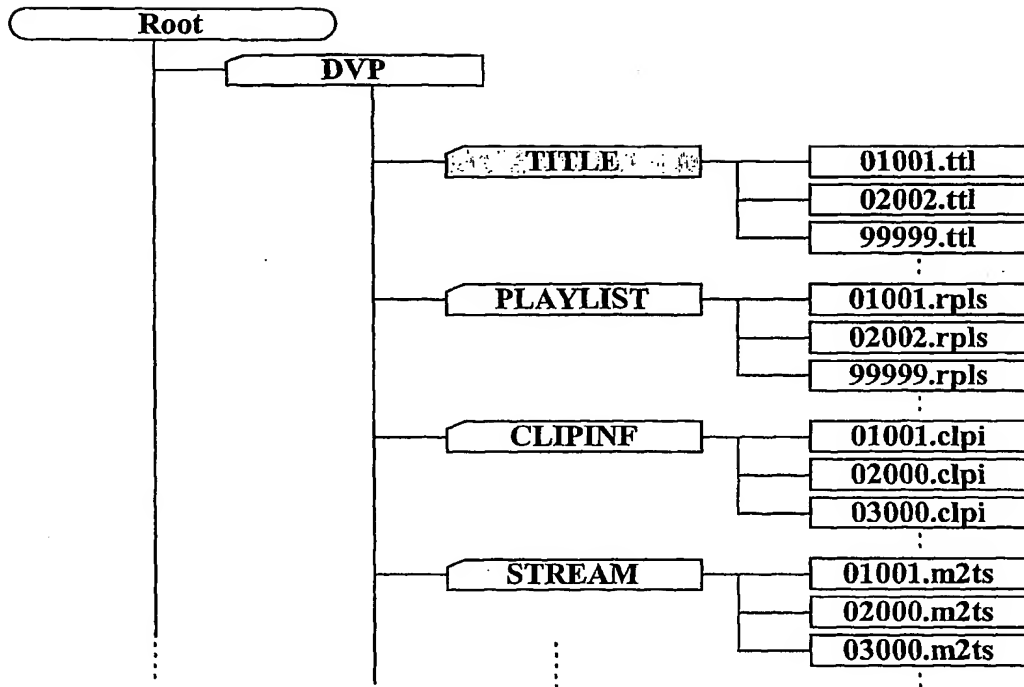 Root
DVP
TITLE
01001.ttl
02002.ttl
99999.ttl
PLAYLIST
01001.rpls
02002.rpls
99999.rpls
CLIPINF
01001.clpi
02000.clpi
03000.clpi
STREAM
01001.m2ts
02000.m2ts
03000.m2ts